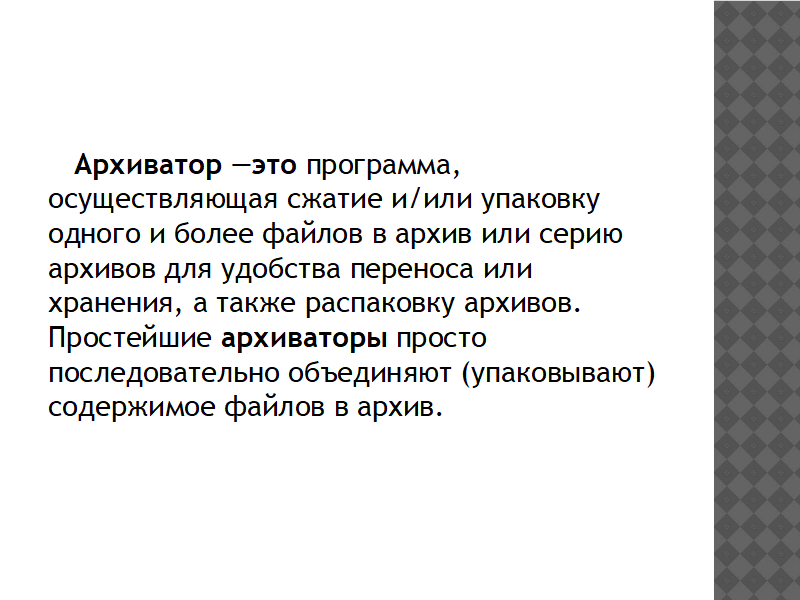 Архиватор —это программа,
осуществляющая сжатие и/или упаковку
одного и более файлов в архив или серию
архивов для удобства переноса или
хранения, а также распаковку архивов.
Простейшие архиваторы просто
последовательно объединяют (упаковывают)
содержимое файлов в архив.